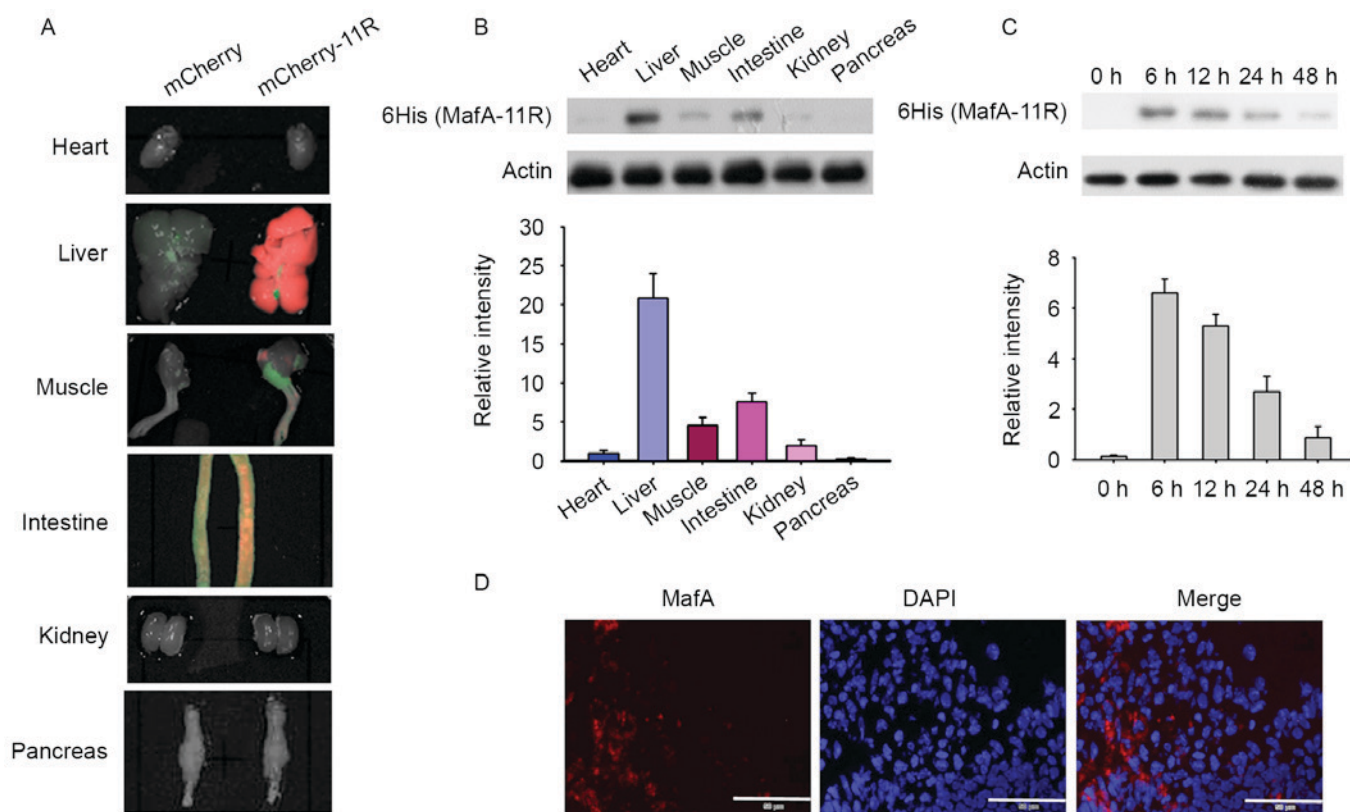 A
mCherry
mCherry-11R
Heart
Liver
Muscle
Intestine
Kidney
Pancreas
B
Heart
Liver
Muscle
Intestine
Kidney
Pancreas
6His (MafA-11R)
Actin
Relative intensity
30
25
20
15
10
5
0
Heart
Liver
Muscle
Intestine
Kidney
Pancreas
C
0 h 6 h 12 h 24 h 48 h
6His (MafA-11R)
Actin
Relative intensity
8
6
4
2
0
0 h 6 h 12 h 24 h 48 h
D
MafA DAPI Merge